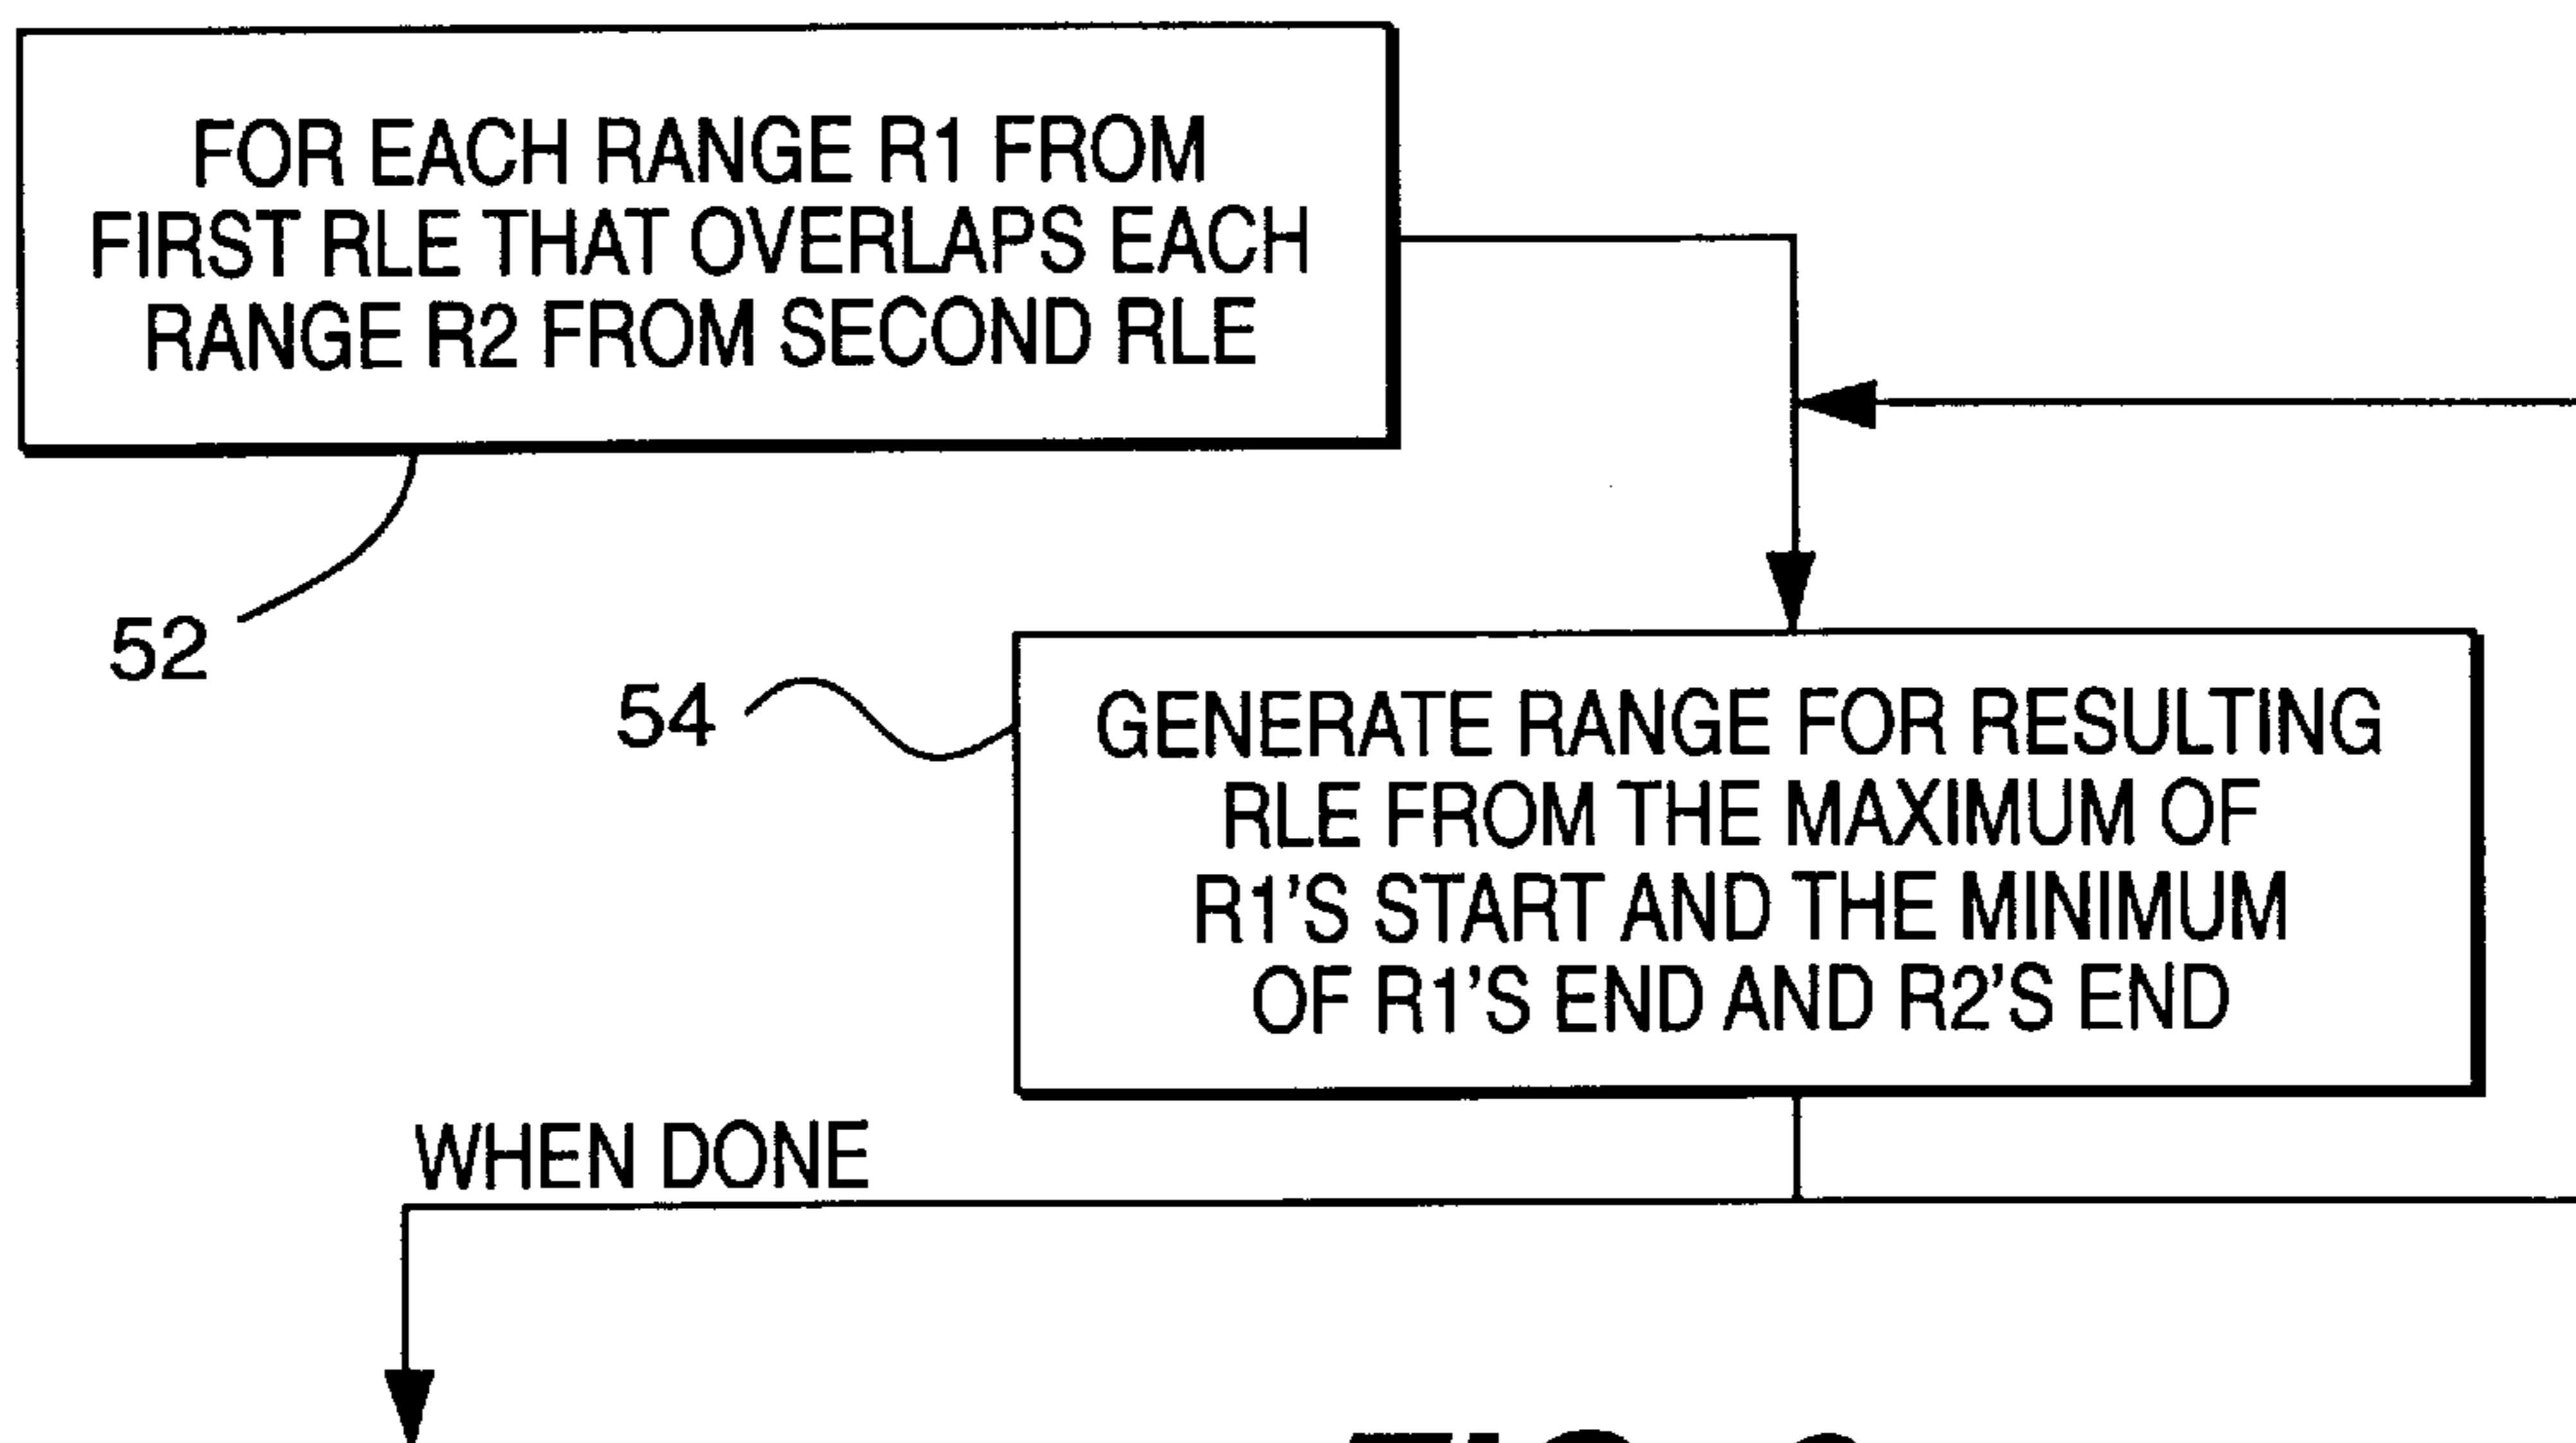 FOR EACH RANGE R1 FROM
FIRST RLE THAT OVERLAPS EACH
RANGE R2 FROM SECOND RLE
52
54
GENERATE RANGE FOR RESULTING
RLE FROM THE MAXIMUM OF
R1'S START AND THE MINIMUM
OF R1'S END AND R2'S END
WHEN DONE